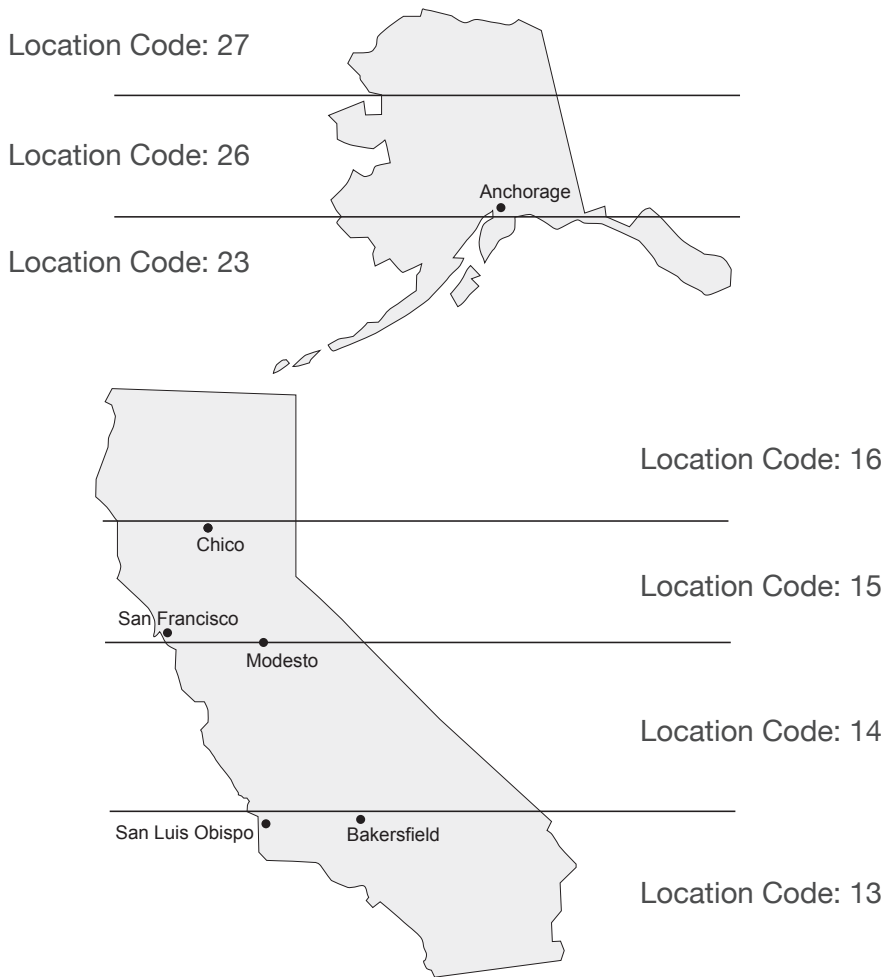 Location Code: 27
Location Code: 26
Anchorage
Location Code: 23
Location Code: 16
Chico
Location Code: 15
San Francisco
Modesto
Location Code: 14
San Luis Obispo
Bakersfield
Location Code: 13